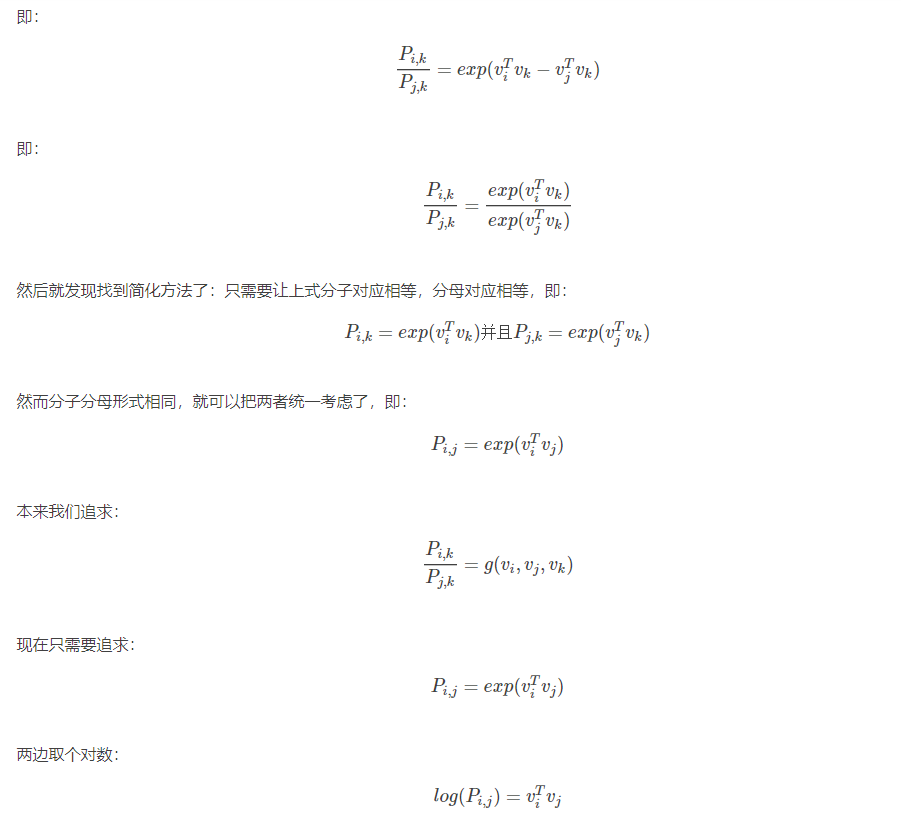 即：
P_{i,k} / P_{j,k} = exp(v_i^T v_k − v_j^T v_k)
即：
P_{i,k} / P_{j,k} = exp(v_i^T v_k) / exp(v_j^T v_k)
然后就发现找到简化方法了：只需要让上式分子对应相等，分母对应相等，即：
P_{i,k} = exp(v_i^T v_k)并且P_{j,k} = exp(v_j^T v_k)
然而分子分母形式相同，就可以把两者统一考虑了，即：
P_{i,j} = exp(v_i^T v_j)
本来我们追求：
P_{i,k} / P_{j,k} = g(v_i, v_j, v_k)
现在只需要追求：
P_{i,j} = exp(v_i^T v_j)
两边取个对数：
log(P_{i,j}) = v_i^T v_j